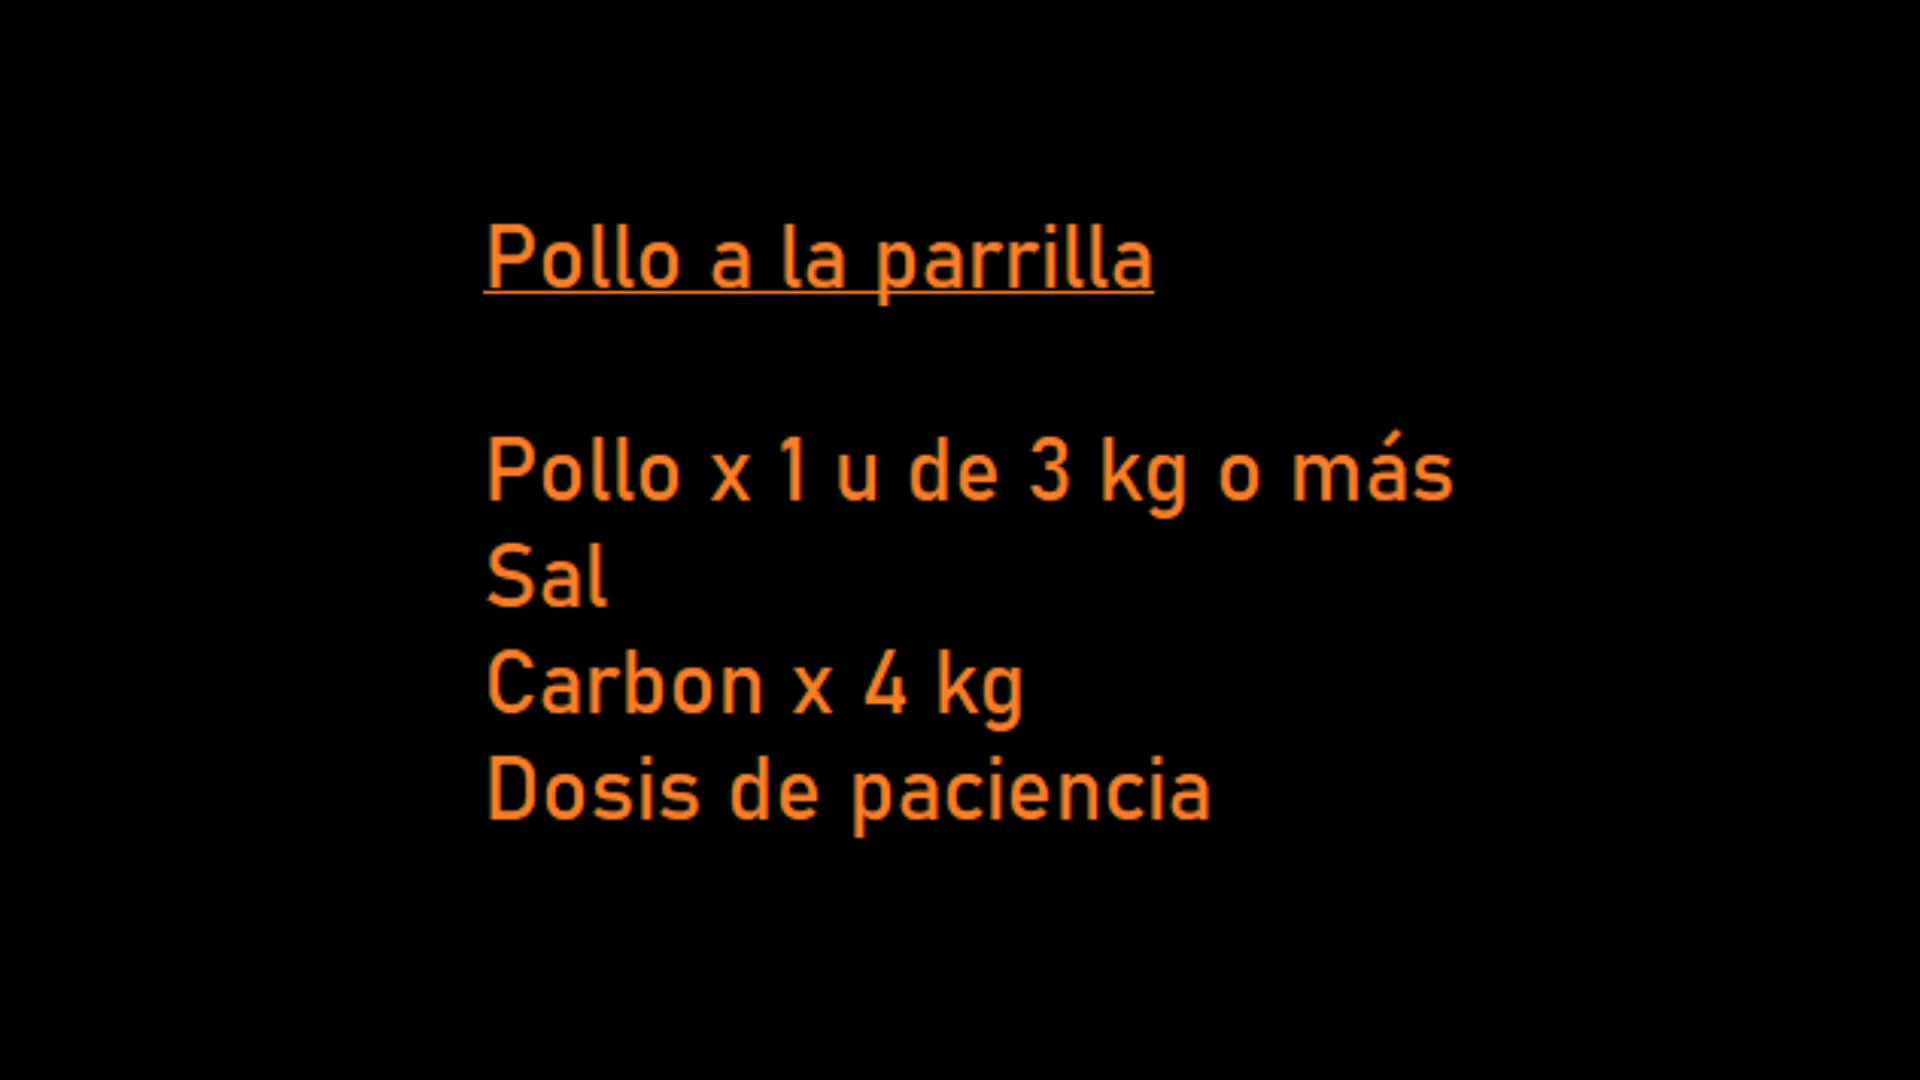 Pollo a la parrilla
Pollo x 1 u de 3 kg o más
Sal
Carbon x 4 kg
Dosis de paciencia